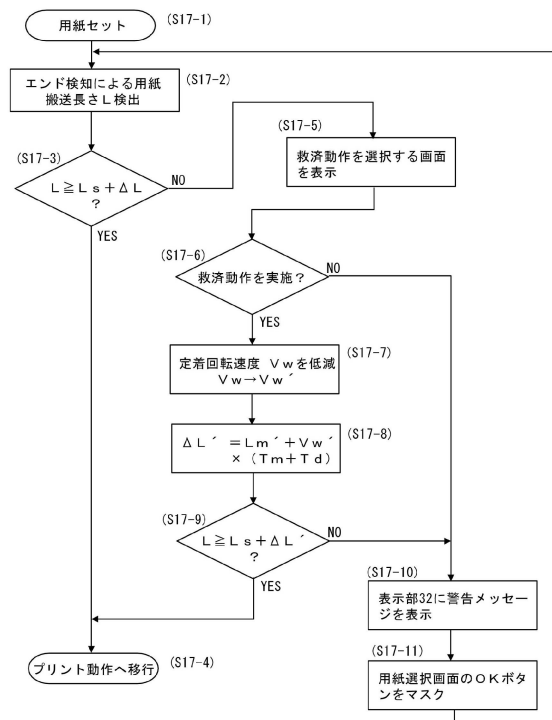 用紙セット
(S17-1)
エンド検知による用紙
搬送長さL検出
(S17-2)
(S17-3)
L≧Ls+ΔL
?
NO
YES
(S17-5)
救済動作を選択する画面
を表示
(S17-6)
救済動作を実施?
NO
YES
定着回転速度 Vwを低減
Vw→Vw´
(S17-7)
ΔL´ =Lm´+Vw´
×(Tm+Td)
(S17-8)
(S17-9)
L≧Ls+ΔL´
?
NO
YES
(S17-10)
表示部32に警告メッセー
ジを表示
(S17-11)
用紙選択画面のOKボタ
ンをマスク
プリント動作へ移行
(S17-4)